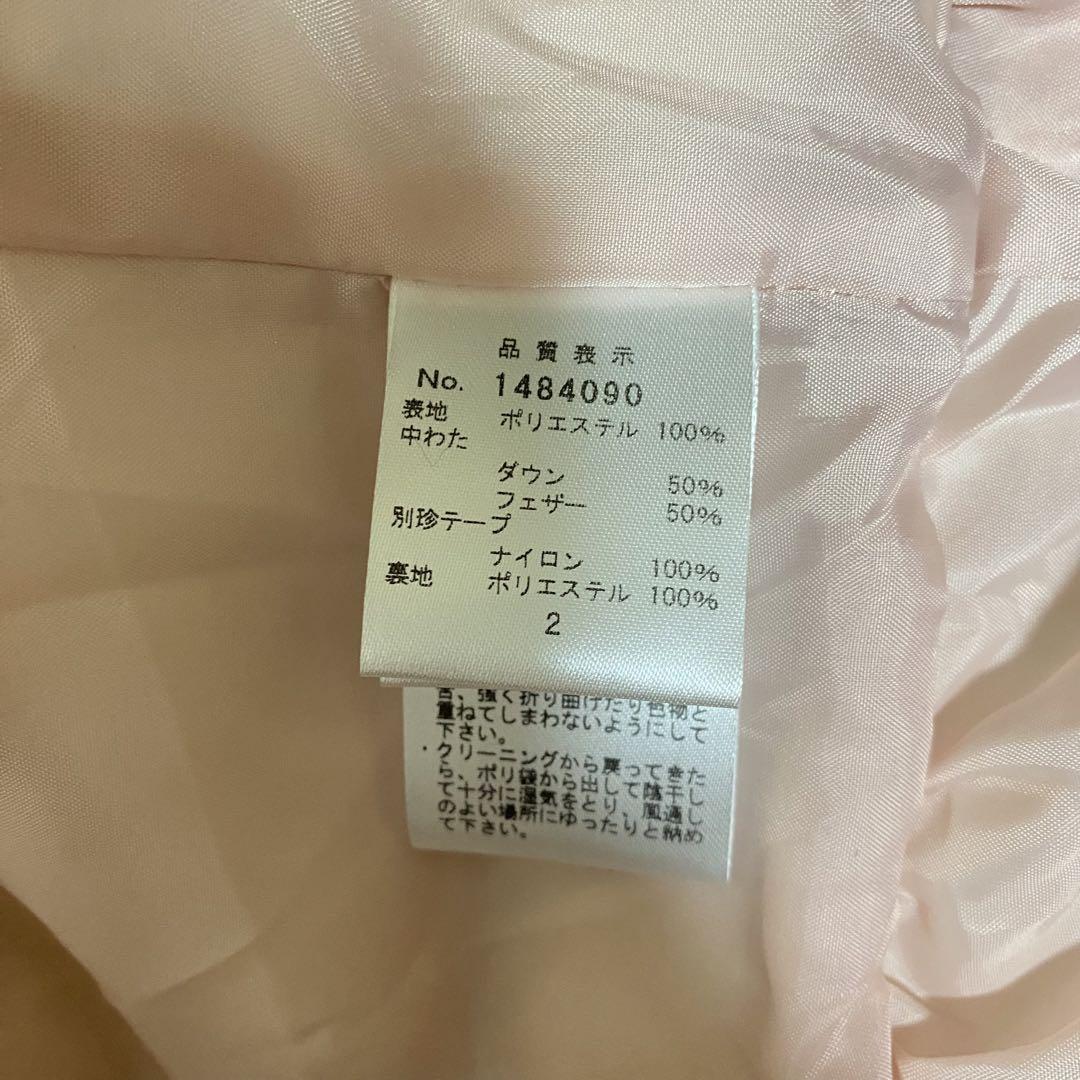 品質表示
No. 1484090
表地 ポリエステル 100%
中わた
ダウン 50%
フェザー 50%
別珍テープ
ナイロン 100%
裏地 ポリエステル 100%
2
強く折り曲げたり色物と
重ねてしまわないようにして
下さい。
・クリーニングから戻ってきた
ら、ポリ袋から出して陰干し
て十分に湿気をとり、風通し
のよい場所にゆったりと納め
て下さい。